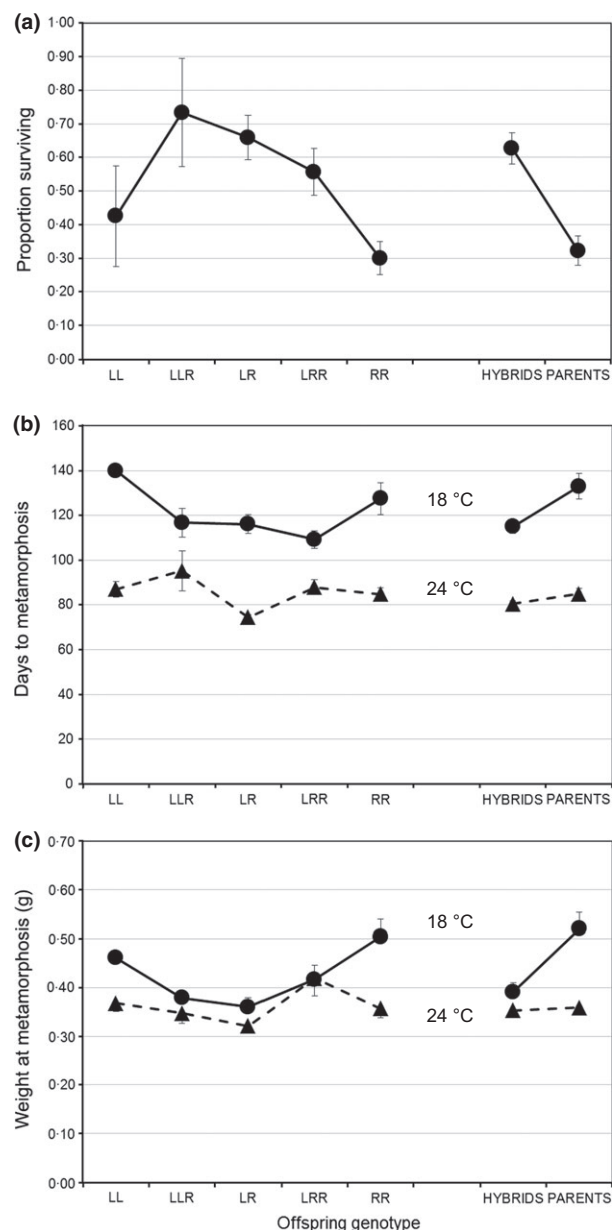 (a)
1·00
0·90
0·80
0·70
0·60
0·50
0·40
0·30
0·20
0·10
0·00
Proportion surviving
LL LLR LR LRR RR HYBRIDS PARENTS
(b)
160
140
120
100
80
60
40
20
0
Days to metamorphosis
18 °C
24 °C
LL LLR LR LRR RR HYBRIDS PARENTS
(c)
0·70
0·60
0·50
0·40
0·30
0·20
0·10
0·00
Weight at metamorphosis (g)
18 °C
24 °C
LL LLR LR LRR RR HYBRIDS PARENTS
Offspring genotype